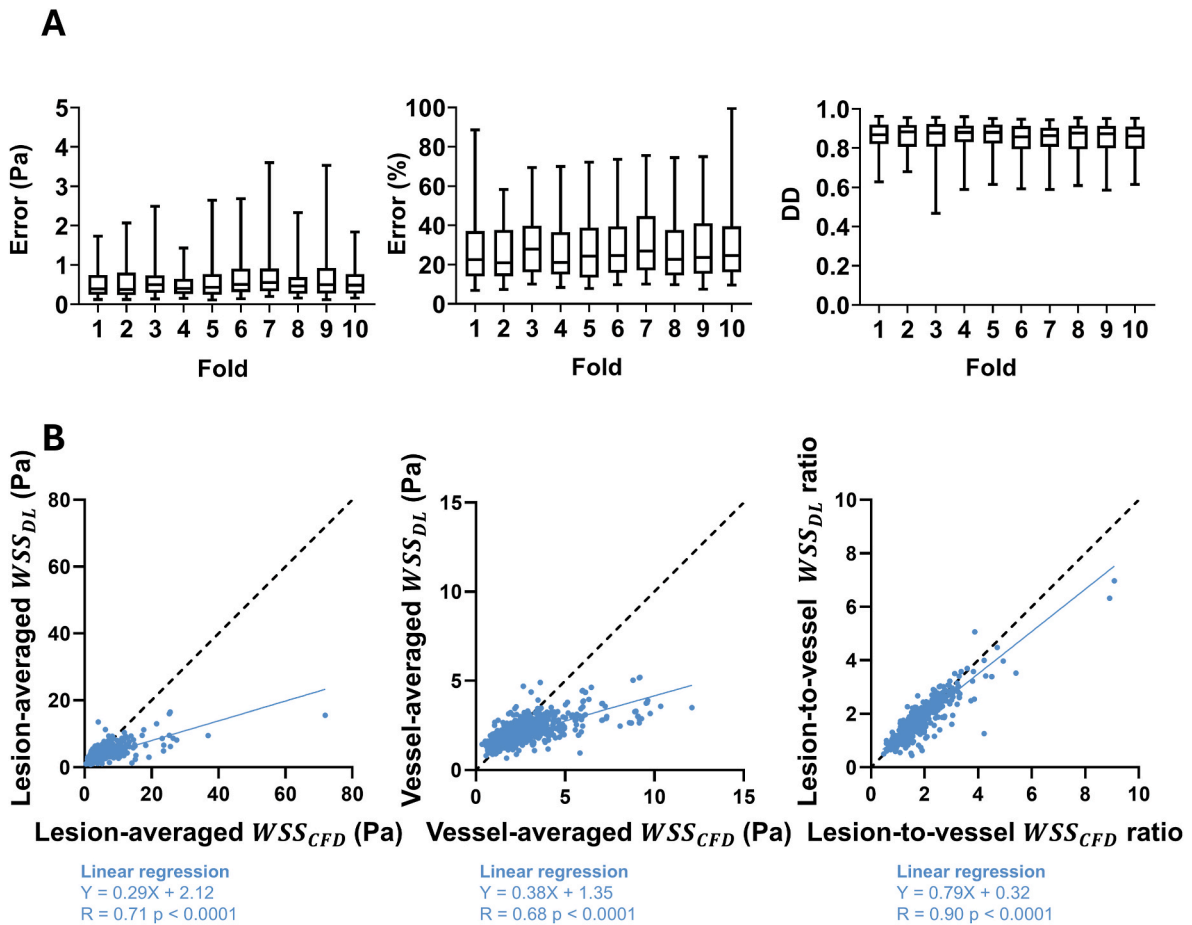 A
Error (Pa)
5
4
3
2
1
0
1 2 3 4 5 6 7 8 9 10
Fold
Error (%)
100
80
60
40
20
0
1 2 3 4 5 6 7 8 9 10
Fold
DD
1.0
0.8
0.6
0.4
0.2
0.0
1 2 3 4 5 6 7 8 9 10
Fold
B
Lesion-averaged WSS_DL (Pa)
80
60
40
20
0
0 20 40 60 80
Lesion-averaged WSS_CFD (Pa)
Linear regression
Y = 0.29X + 2.12
R = 0.71 p < 0.0001
Vessel-averaged WSS_DL (Pa)
15
10
5
0
0 5 10 15
Vessel-averaged WSS_CFD (Pa)
Linear regression
Y = 0.38X + 1.35
R = 0.68 p < 0.0001
Lesion-to-vessel WSS_DL ratio
10
8
6
4
2
0
0 2 4 6 8 10
Lesion-to-vessel WSS_CFD ratio
Linear regression
Y = 0.79X + 0.32
R = 0.90 p < 0.0001